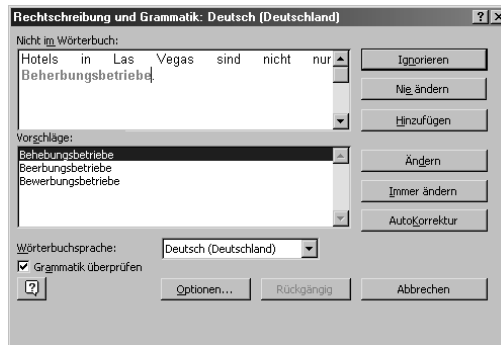 Rechtschreibung und Grammatik: Deutsch (Deutschland)
Nicht im Wörterbuch:
Hotels in Las Vegas sind nicht nur
Beherbungsbetriebe.
Ignorieren
Nie ändern
Hinzufügen
Vorschläge:
Behebungsbetriebe
Beerbungsbetriebe
Bewerbungsbetriebe
Ändern
Immer ändern
AutoKorrektur
Wörterbuchsprache: Deutsch (Deutschland)
Grammatik überprüfen
Optionen... Rückgängig Abbrechen